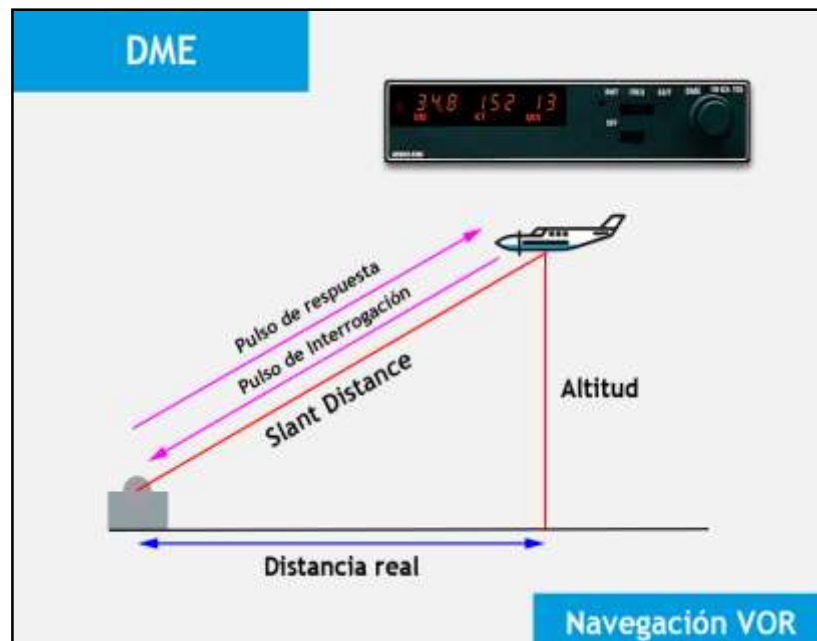 DME
34.8 152 13
Pulso de respuesta
Pulso de Interrogación
Slant Distance
Altitud
Distancia real
Navegación VOR